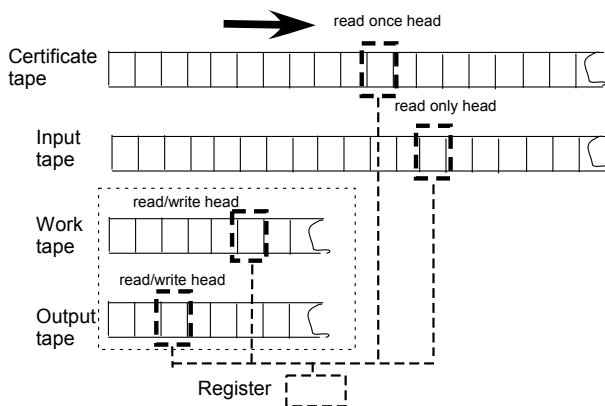 read once head
Certificate
tape
read only head
Input
tape
read/write head
Work
tape
read/write head
Output
tape
Register